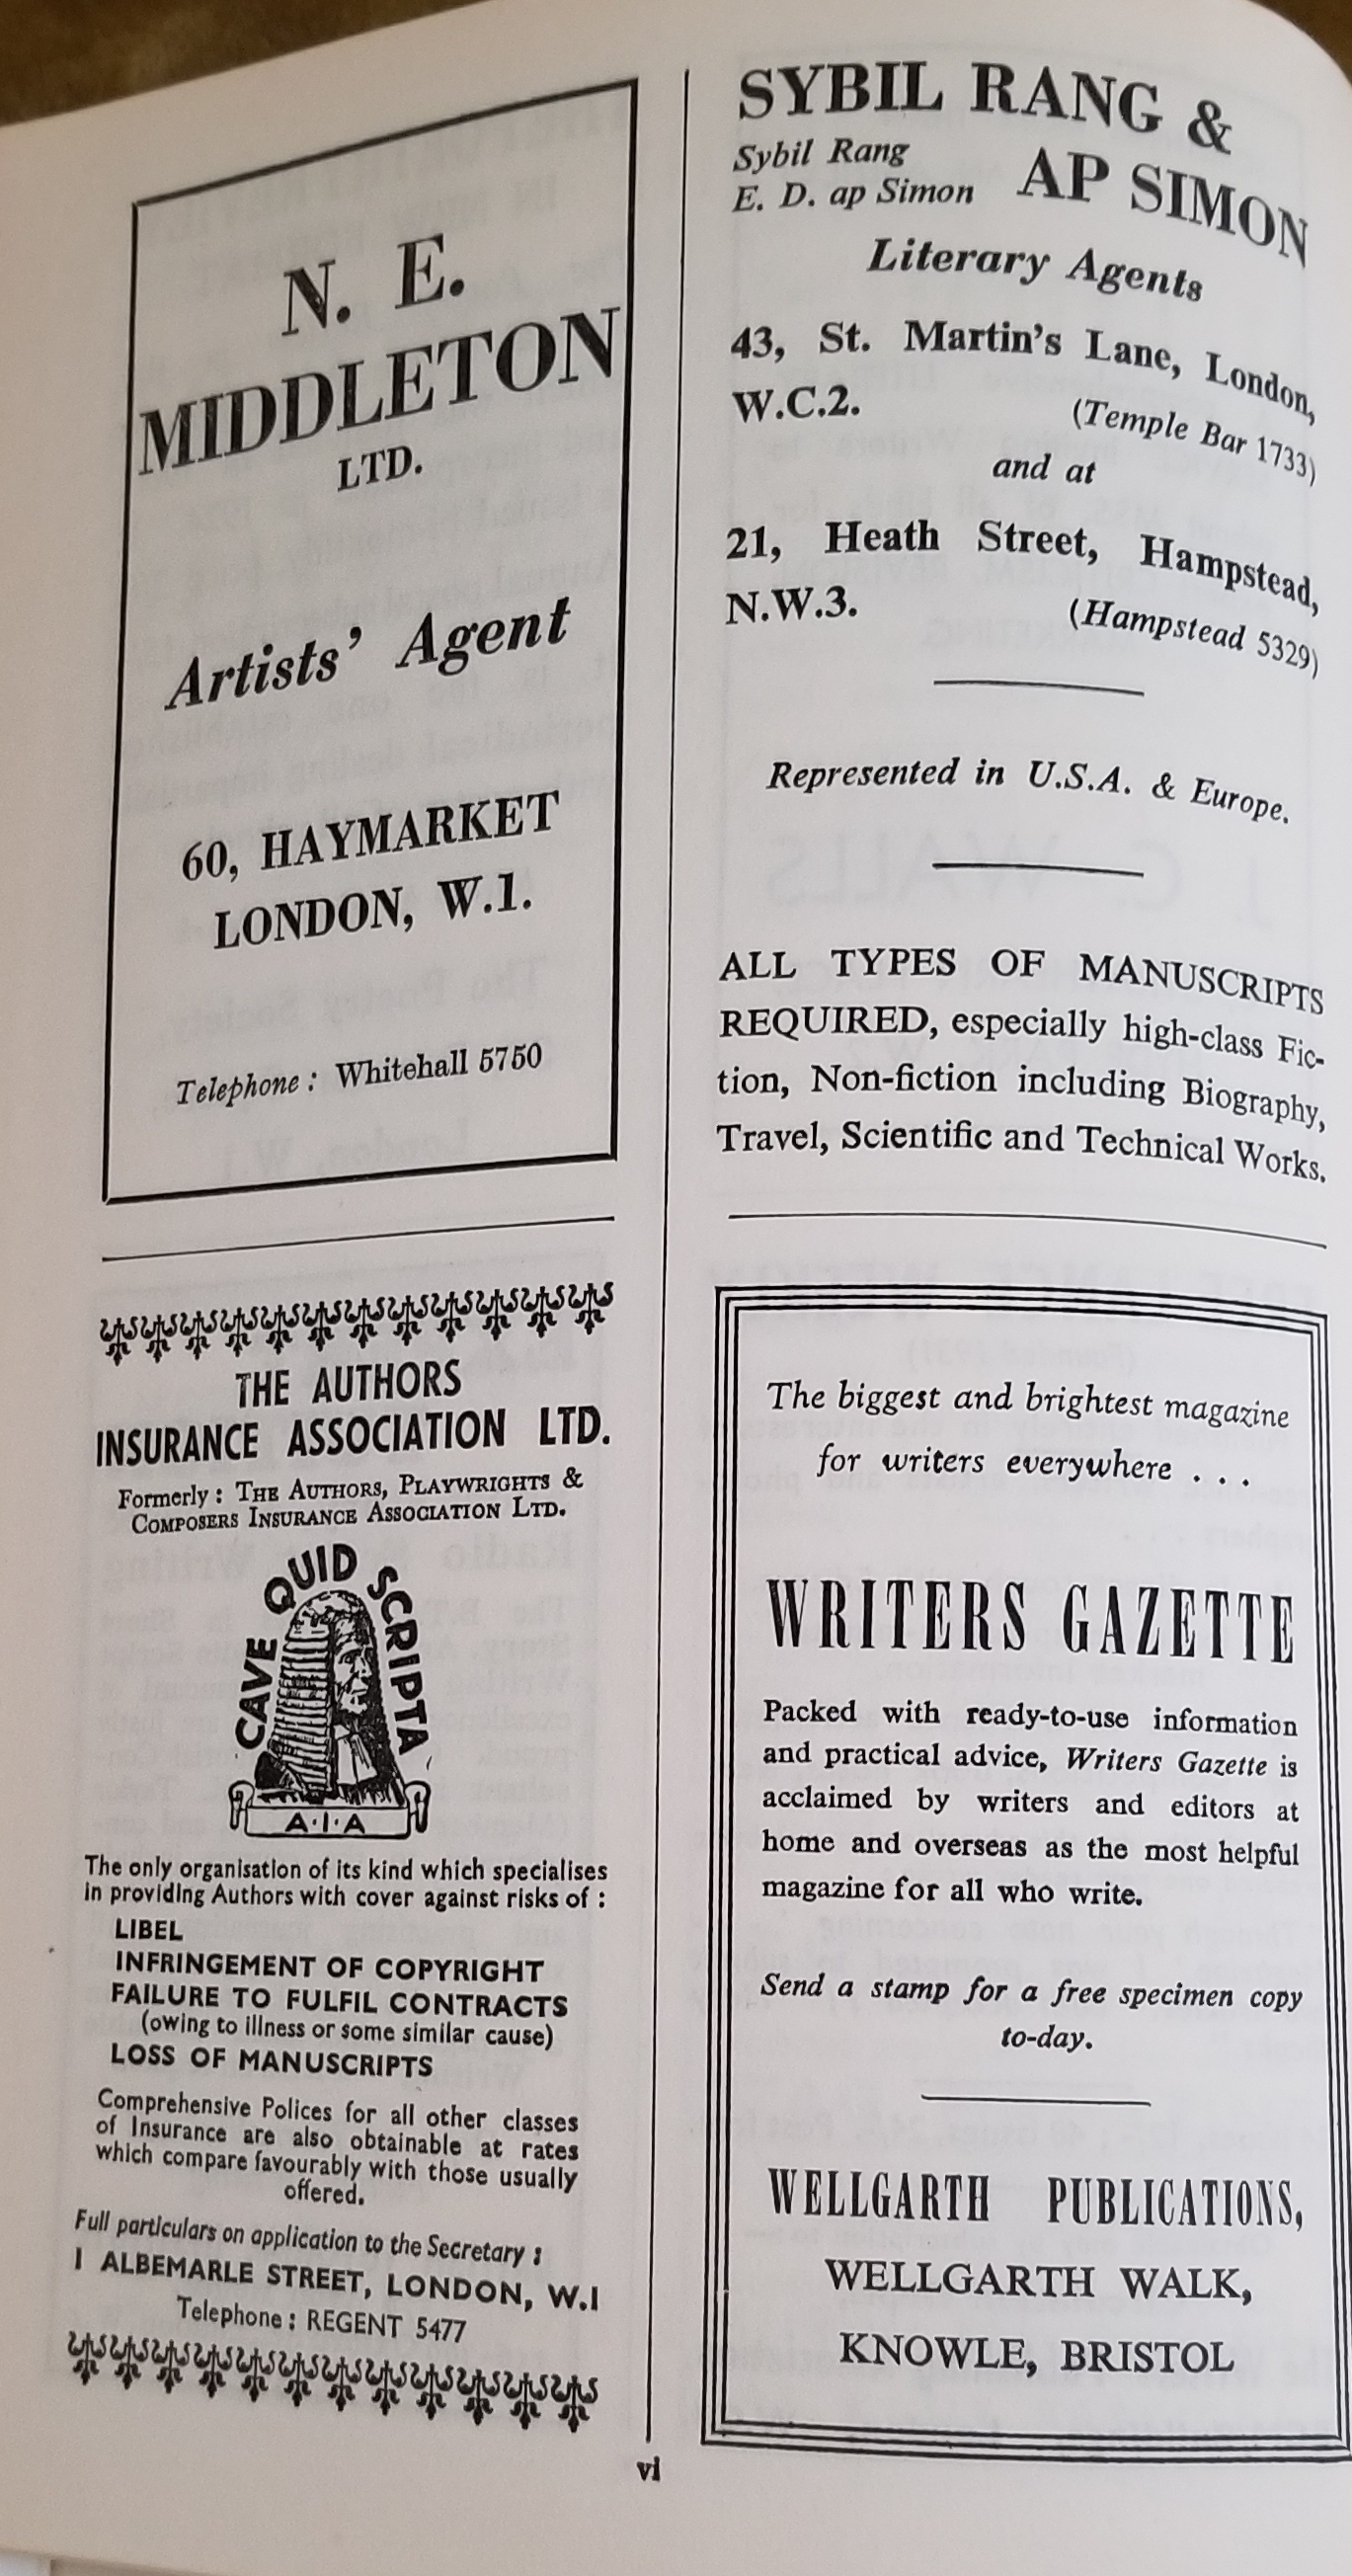 N. E.
MIDDLETON
LTD.
Artists' Agent
60, HAYMARKET
LONDON, W.1.
Telephone : Whitehall 5750
THE AUTHORS
INSURANCE ASSOCIATION LTD.
Formerly : THE AUTHORS, PLAYWRIGHTS &
COMPOSERS INSURANCE ASSOCIATION LTD.
CAVE QUID SCRIPTA
A·I·A
The only organisation of its kind which specialises
in providing Authors with cover against risks of :
LIBEL
INFRINGEMENT OF COPYRIGHT
FAILURE TO FULFIL CONTRACTS
(owing to illness or some similar cause)
LOSS OF MANUSCRIPTS
Comprehensive Polices for all other classes
of Insurance are also obtainable at rates
which compare favourably with those usually
offered.
Full particulars on application to the Secretary :
1 ALBEMARLE STREET, LONDON, W.1
Telephone : REGENT 5477
SYBIL RANG &
AP SIMON
Sybil Rang
E. D. ap Simon
Literary Agents
43, St. Martin's Lane, London,
W.C.2. (Temple Bar 1733)
and at
21, Heath Street, Hampstead,
N.W.3. (Hampstead 5329)
Represented in U.S.A. & Europe.
ALL TYPES OF MANUSCRIPTS
REQUIRED, especially high-class Fic-
tion, Non-fiction including Biography,
Travel, Scientific and Technical Works.
The biggest and brightest magazine
for writers everywhere . . .
WRITERS GAZETTE
Packed with ready-to-use information
and practical advice, Writers Gazette is
acclaimed by writers and editors at
home and overseas as the most helpful
magazine for all who write.
Send a stamp for a free specimen copy
to-day.
WELLGARTH PUBLICATIONS,
WELLGARTH WALK,
KNOWLE, BRISTOL
vi